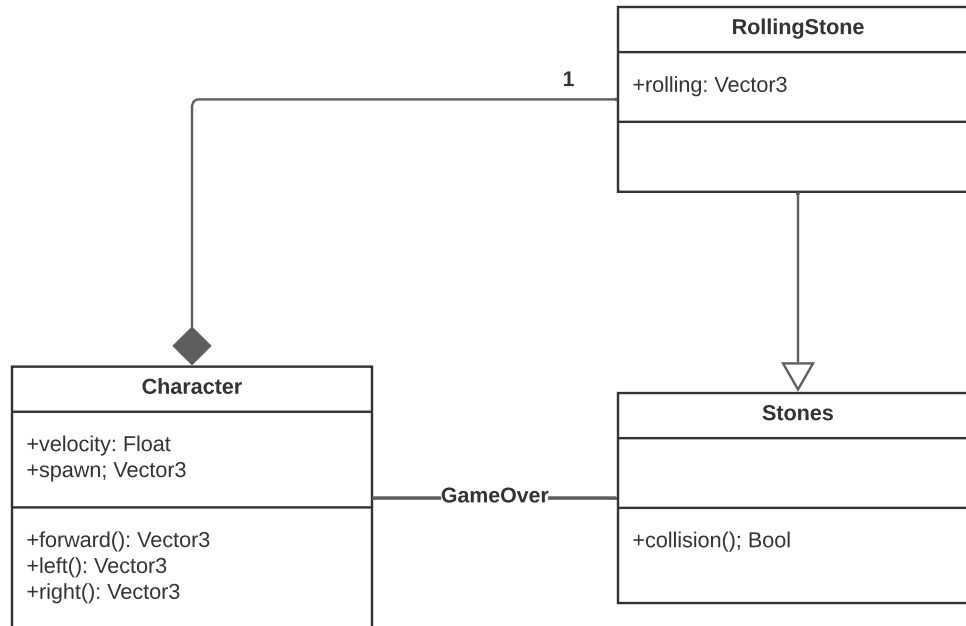 RollingStone
+rolling: Vector3
1
Character
+velocity: Float
+spawn; Vector3
+forward(): Vector3
+left(): Vector3
+right(): Vector3
GameOver
Stones
+collision(); Bool